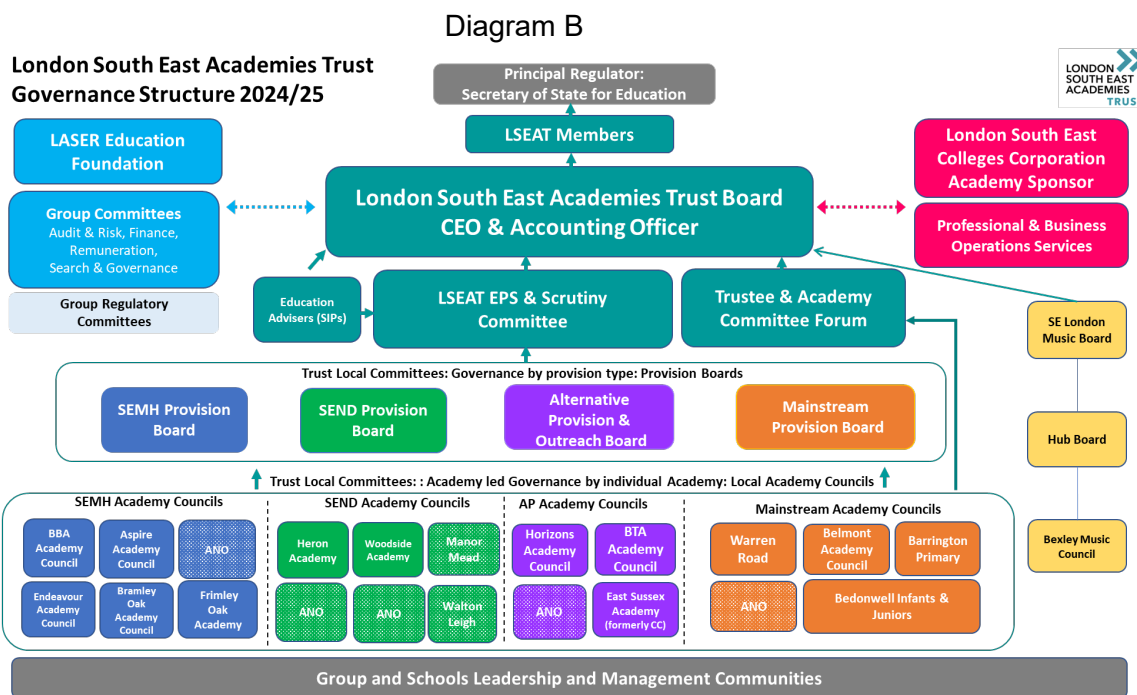 Diagram B
London South East Academies Trust
Governance Structure 2024/25
Principal Regulator:
Secretary of State for Education
LONDON
SOUTH EAST
ACADEMIES
TRUST
LSEAT Members
LASER Education
Foundation
London South East
Colleges Corporation
Academy Sponsor
London South East Academies Trust Board
CEO & Accounting Officer
Group Committees
Audit & Risk, Finance,
Remuneration,
Search & Governance
Professional & Business
Operations Services
Group Regulatory
Committees
Education
Advisers (SIPs)
LSEAT EPS & Scrutiny
Committee
Trustee & Academy
Committee Forum
SE London
Music Board
Trust Local Committees: Governance by provision type: Provision Boards
SEMH Provision
Board
SEND Provision
Board
Alternative
Provision &
Outreach Board
Mainstream
Provision Board
Hub Board
Trust Local Committees: : Academy led Governance by individual Academy: Local Academy Councils
SEMH Academy Councils
BBA
Academy
Council
Aspire
Academy
Council
ANO
Endeavour
Academy
Council
Bramley
Oak
Academy
Council
Frimley
Oak
Academy
SEND Academy Councils
Heron
Academy
Woodside
Academy
Manor
Mead
ANO
ANO
Walton
Leigh
AP Academy Councils
Horizons
Academy
Council
BTA
Academy
Council
ANO
East Sussex
Academy
(formerly CC)
Mainstream Academy Councils
Warren
Road
Belmont
Academy
Council
Barrington
Primary
ANO
Bedonwell Infants &
Juniors
Bexley Music
Council
Group and Schools Leadership and Management Communities